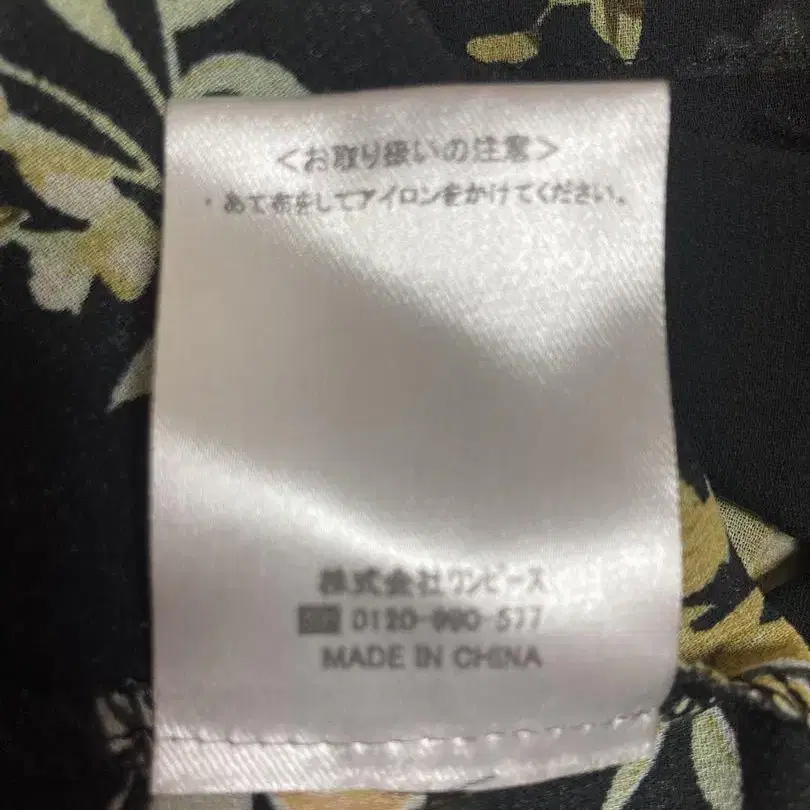 ＜お取り扱いの注意＞
・あて布をしてアイロンをかけてください。
株式会社ワンピース
0120-990-577
MADE IN CHINA